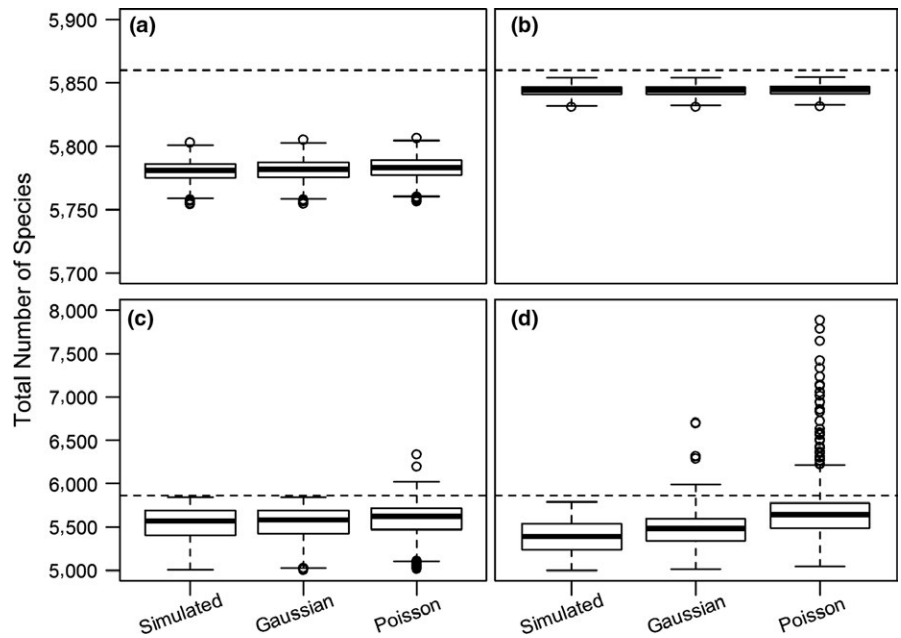 (a)
(b)
5,900
5,850
5,800
5,750
5,700
Total Number of Species
(c)
(d)
8,000
7,500
7,000
6,500
6,000
5,500
5,000
Simulated
Gaussian
Poisson
Simulated
Gaussian
Poisson